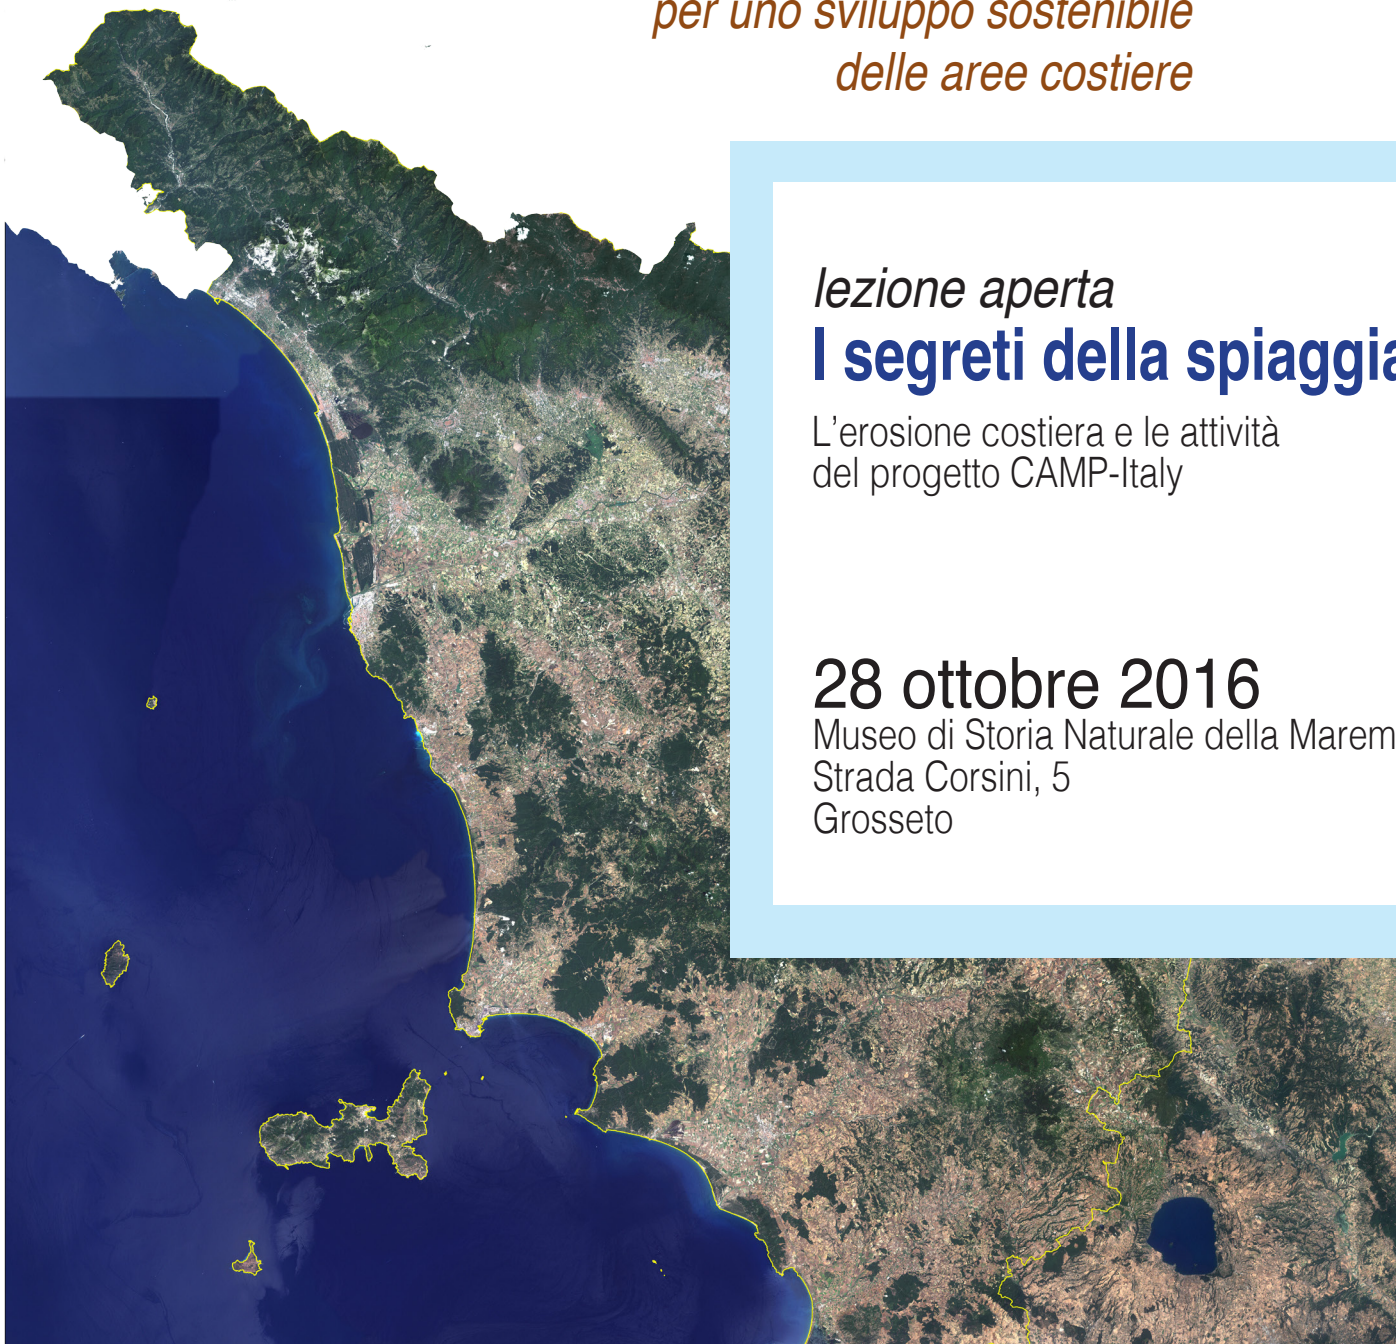 per uno sviluppo sostenibile
delle aree costiere
lezione aperta
I segreti della spiaggia
L'erosione costiera e le attività
del progetto CAMP-Italy
28 ottobre 2016
Museo di Storia Naturale della Marem
Strada Corsini, 5
Grosseto